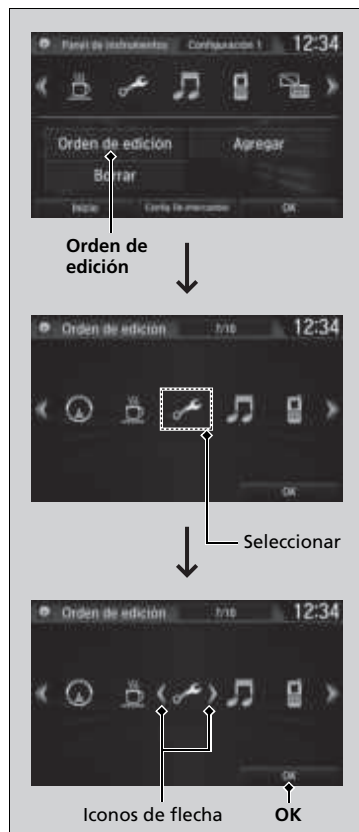 Panel de instrumentos Configuración 1 12:34
Orden de edición Agregar
Borrar
Inicio OK
Orden de
edición
Orden de edición 7/10 12:34
OK
Seleccionar
Orden de edición 7/10 12:34
OK
Iconos de flecha OK